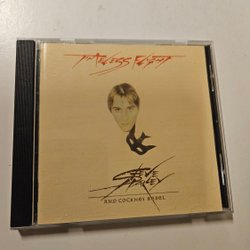 TIMELESS FLIGHT
STEVE
HARLEY
AND COCKNEY REBEL